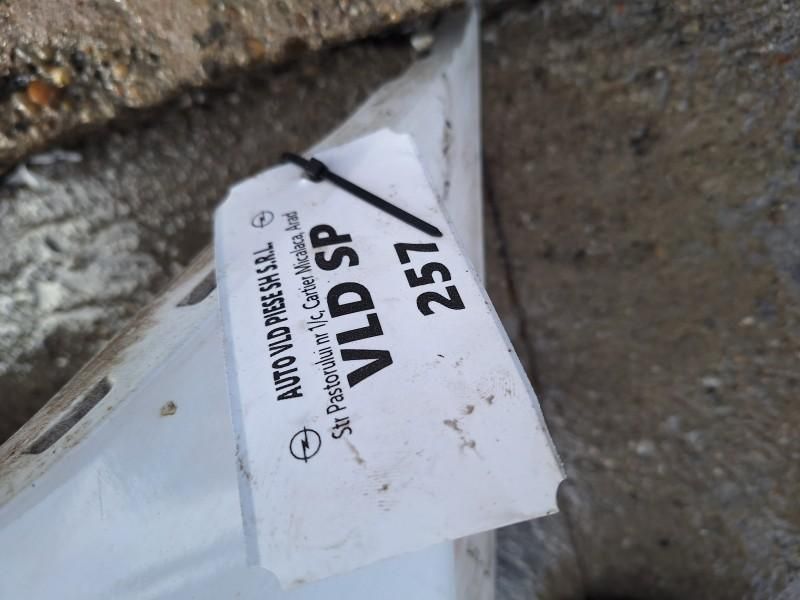 AUTO VLD PIESE SH S.R.L.
Str Pastorului nr 1/c, Cartier Micalaca, Arad
VLD SP
257